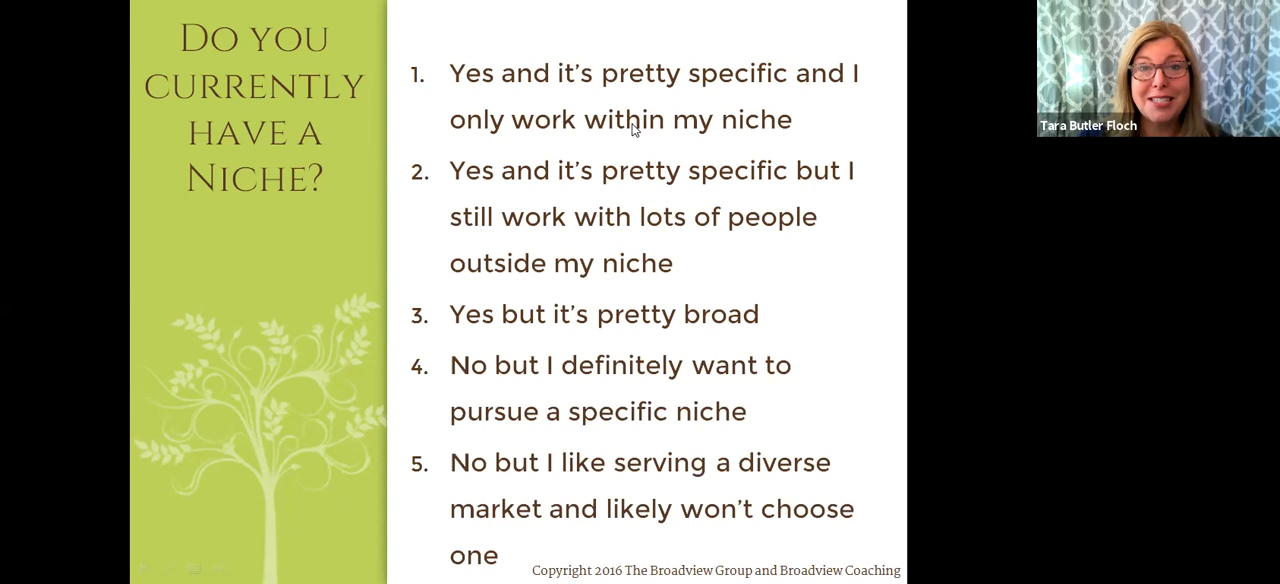 Do you
currently
have a
Niche?
1. Yes and it’s pretty specific and I
only work within my niche
2. Yes and it’s pretty specific but I
still work with lots of people
outside my niche
3. Yes but it’s pretty broad
4. No but I definitely want to
pursue a specific niche
5. No but I like serving a diverse
market and likely won’t choose
one
Copyright 2016 The Broadview Group and Broadview Coaching
Tara Butler Floch